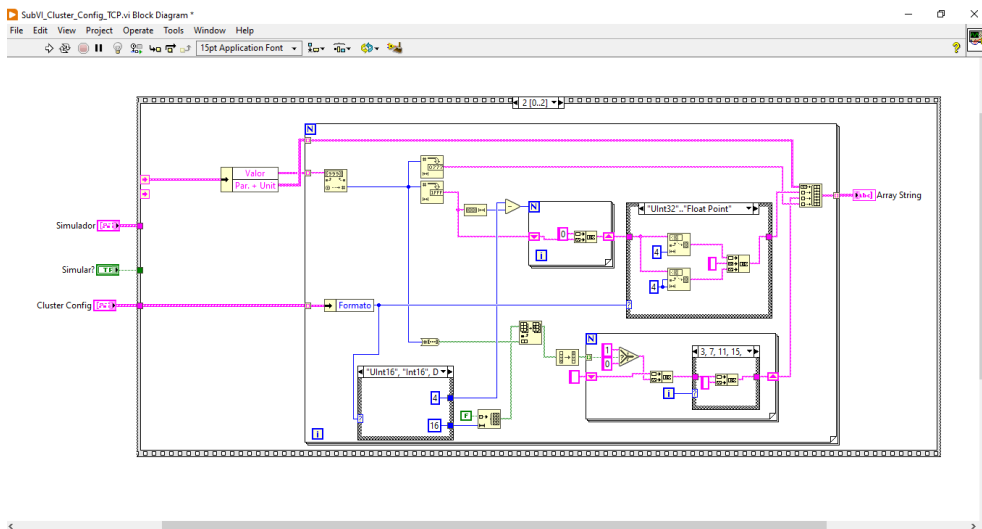 SubVI_Cluster_Config_TCP.vi Block Diagram *
File Edit View Project Operate Tools Window Help
15pt Application Font
2 [0..2]
N
Valor
Par. + Unit
Array String
N
"UInt32".."Float Point"
Simulador
0
4
i
Simular?
TF
4
Cluster Config
Formato
N
1
3, 7, 11, 15,
0
"UInt16", "Int16", D
4
i
F
16
i
i